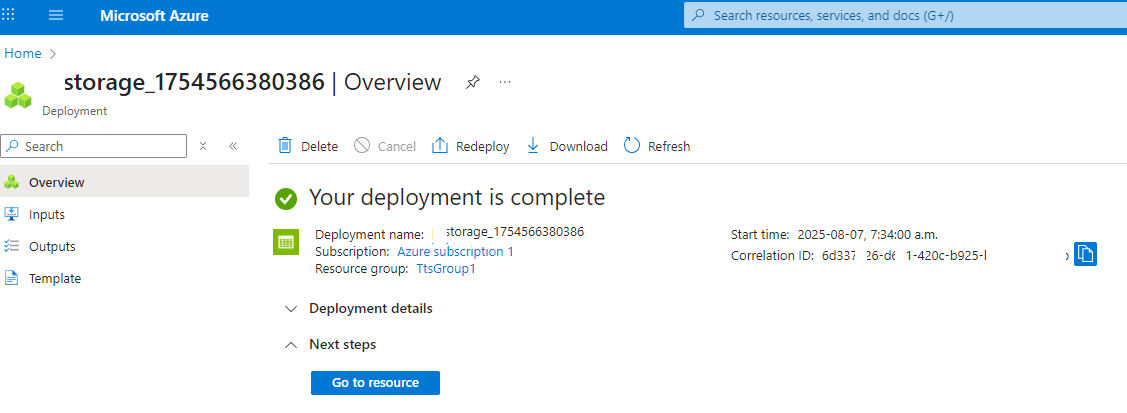 Microsoft Azure
Search resources, services, and docs (G+/)
Home >
storage_1754566380386 | Overview
Deployment
Search
Overview
Inputs
Outputs
Template
Delete
Cancel
Redeploy
Download
Refresh
Your deployment is complete
Deployment name: storage_1754566380386
Subscription: Azure subscription 1
Resource group: TtsGroup1
Start time: 2025-08-07, 7:34:00 a.m.
Correlation ID: 6d337 26-d6 1-420c-b925-
Deployment details
Next steps
Go to resource